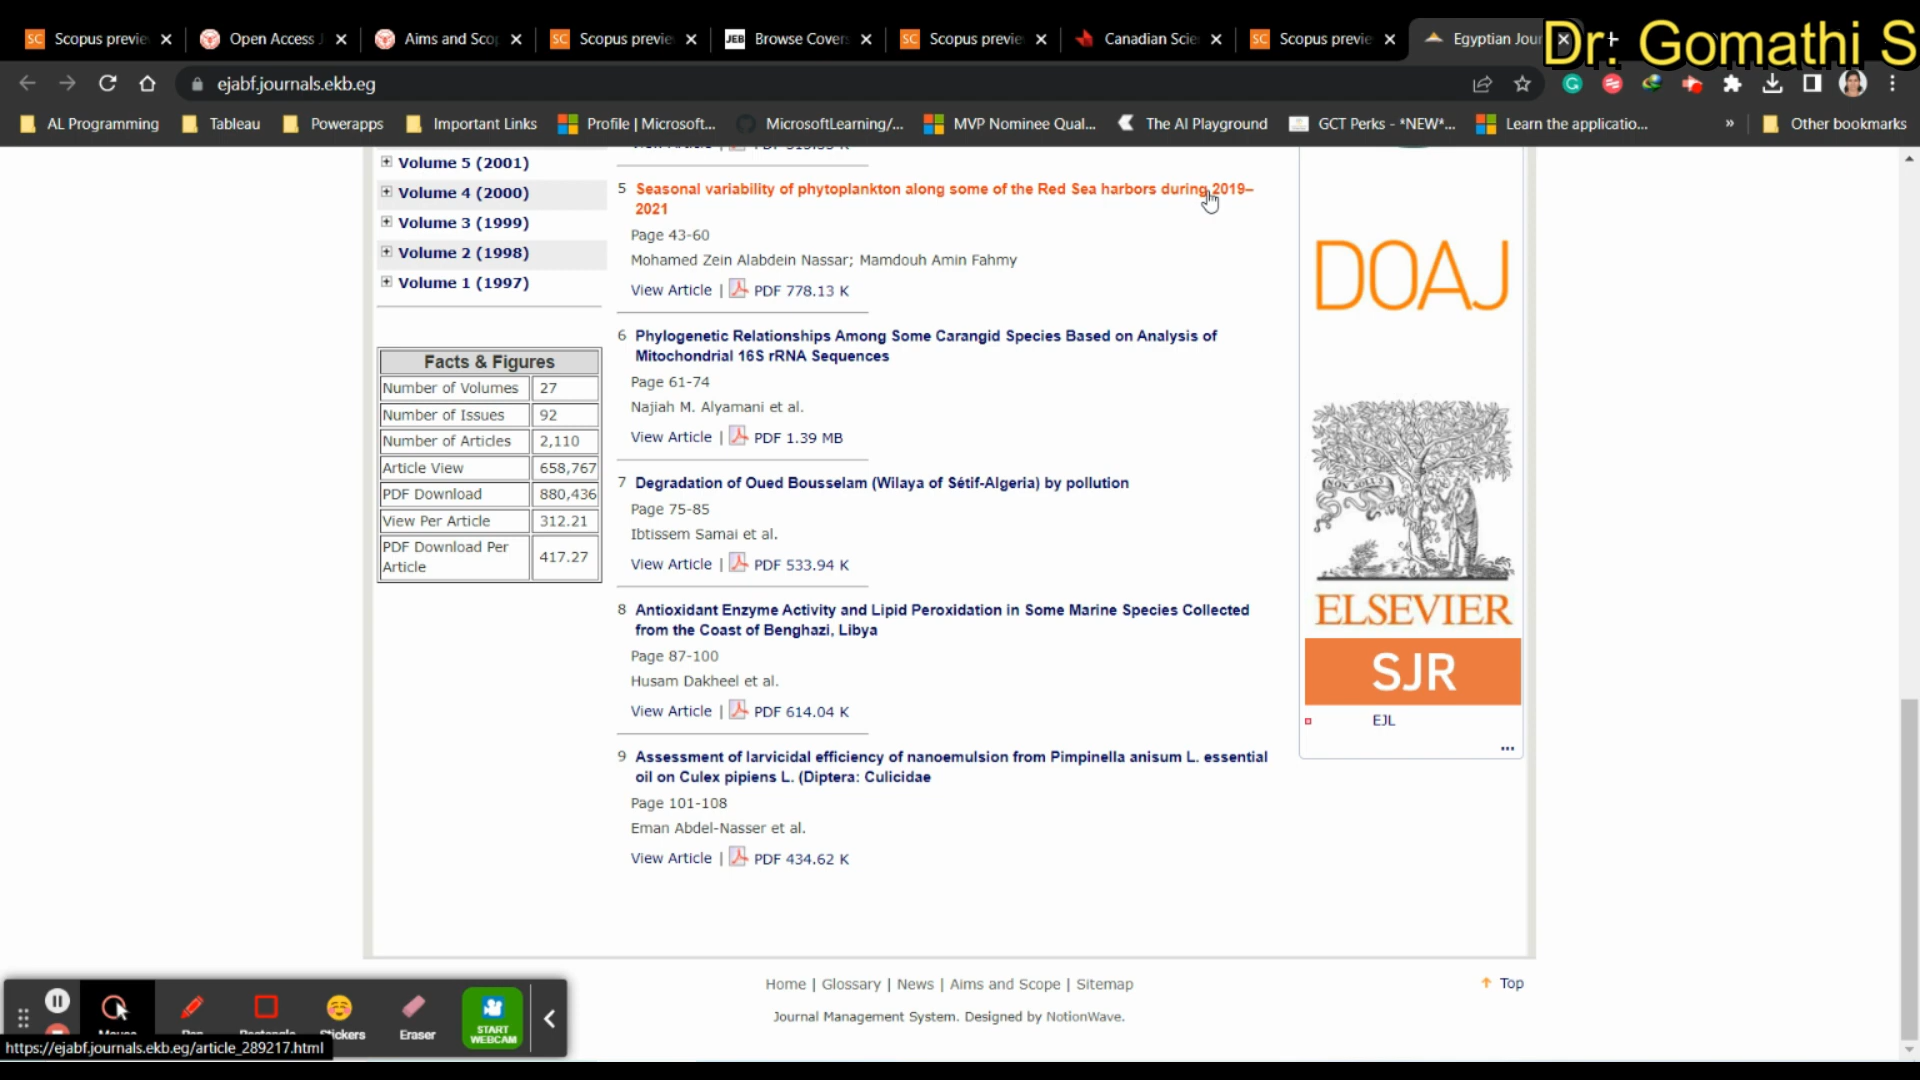 Scopus previe
Open Access J
Aims and Scop
Scopus previe
JEB Browse Cover
Scopus previe
Canadian Scie
Scopus previe
Egyptian Jour
Dr. Gomathi S
ejabf.journals.ekb.eg
AL Programming
Tableau
Powerapps
Important Links
Profile | Microsoft...
MicrosoftLearning/...
MVP Nominee Qual...
The AI Playground
GCT Perks - *NEW*...
Learn the applicatio...
»
Other bookmarks
Volume 5 (2001)
Volume 4 (2000)
Volume 3 (1999)
Volume 2 (1998)
Volume 1 (1997)
Facts & Figures
Number of Volumes 27
Number of Issues 92
Number of Articles 2,110
Article View 658,767
PDF Download 880,436
View Per Article 312.21
PDF Download Per
Article 417.27
5 Seasonal variability of phytoplankton along some of the Red Sea harbors during 2019–
2021
Page 43-60
Mohamed Zein Alabdein Nassar; Mamdouh Amin Fahmy
View Article | PDF 778.13 K
6 Phylogenetic Relationships Among Some Carangid Species Based on Analysis of
Mitochondrial 16S rRNA Sequences
Page 61-74
Najiah M. Alyamani et al.
View Article | PDF 1.39 MB
7 Degradation of Oued Bousselam (Wilaya of Sétif-Algeria) by pollution
Page 75-85
Ibtissem Samai et al.
View Article | PDF 533.94 K
8 Antioxidant Enzyme Activity and Lipid Peroxidation in Some Marine Species Collected
from the Coast of Benghazi, Libya
Page 87-100
Husam Dakheel et al.
View Article | PDF 614.04 K
9 Assessment of larvicidal efficiency of nanoemulsion from Pimpinella anisum L. essential
oil on Culex pipiens L. (Diptera: Culicidae
Page 101-108
Eman Abdel-Nasser et al.
View Article | PDF 434.62 K
DOAJ
NON SOLUS
ELSEVIER
SJR
EJL
...
Home | Glossary | News | Aims and Scope | Sitemap
Top
Journal Management System. Designed by NotionWave.
Eraser
START
WEBCAM
https://ejabf.journals.ekb.eg/article_289217.html